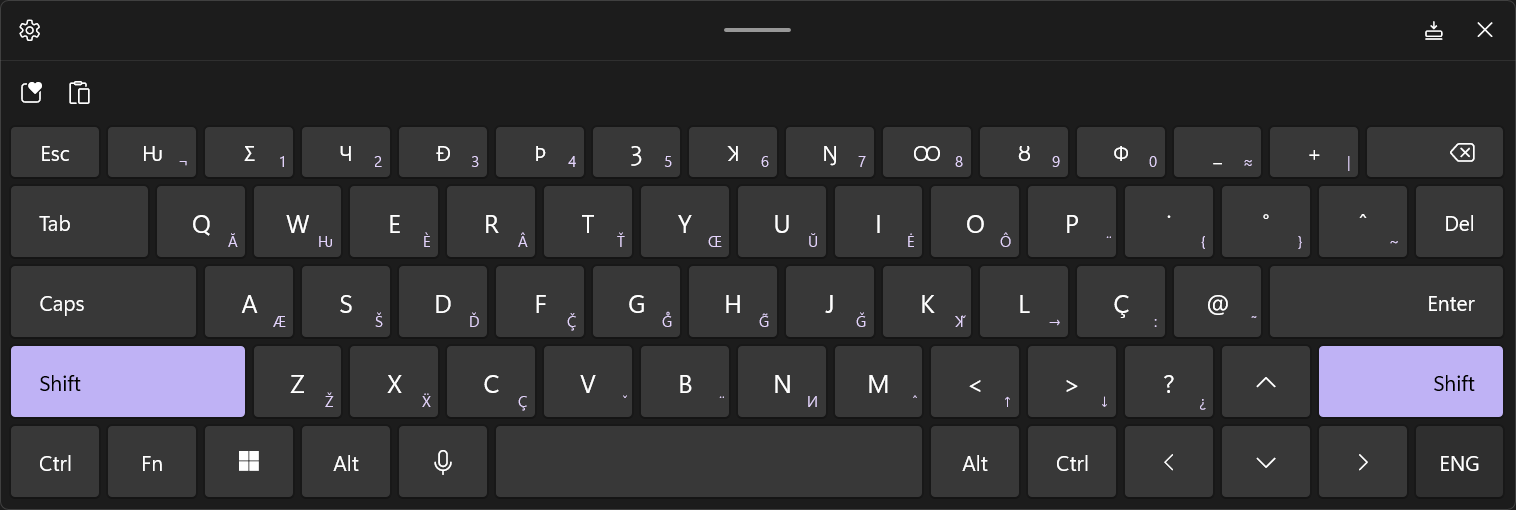 Esc Ƕ ¬ Σ 1 Ч 2 Ð 3 Þ 4 Ȝ 5 ꓘ 6 Ŋ 7 Ꝏ 8 Ȣ 9 Ф 0 _ ≈ + |
Tab Q Ă W Ƕ E È R Â T Ť Y Œ U Ŭ I Ė O Ô P ¨ ˙ { ° } ^ ~ Del
Caps A Æ S Š D Ď F Č G G̊ H G̃ J Ğ K ꓘ̆ L → Ç : @ ˜ Enter
Shift Z Ž X Ẍ C Ç V ˇ B ¨ N И M ^ < ↑ > ↓ ? ¿ Shift
Ctrl Fn Alt Alt Ctrl ENG